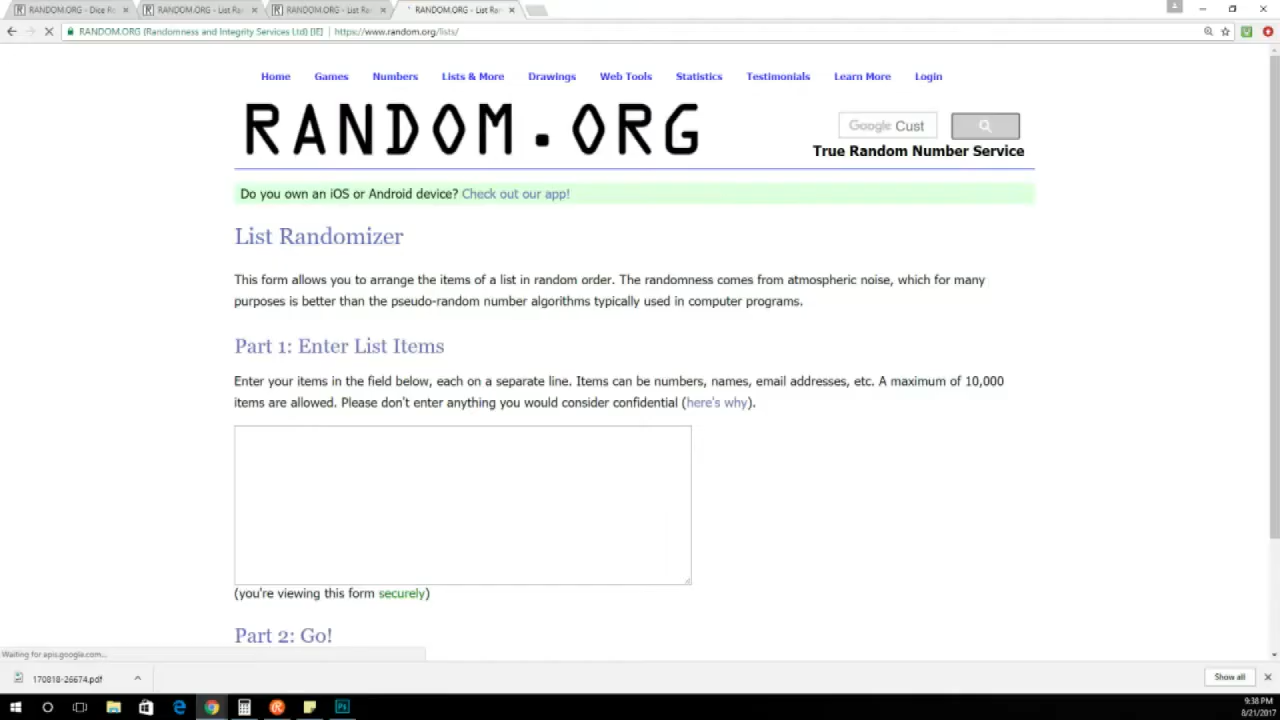 RANDOM.ORG - Dice Ro
RANDOM.ORG - List Ra
RANDOM.ORG - List Ra
RANDOM.ORG - List Ra
RANDOM.ORG (Randomness and Integrity Services Ltd) [IE] https://www.random.org/lists/
Home Games Numbers Lists & More Drawings Web Tools Statistics Testimonials Learn More Login
RANDOM.ORG
Google Cust
True Random Number Service
Do you own an iOS or Android device? Check out our app!
List Randomizer
This form allows you to arrange the items of a list in random order. The randomness comes from atmospheric noise, which for many
purposes is better than the pseudo-random number algorithms typically used in computer programs.
Part 1: Enter List Items
Enter your items in the field below, each on a separate line. Items can be numbers, names, email addresses, etc. A maximum of 10,000
items are allowed. Please don't enter anything you would consider confidential (here's why).
(you're viewing this form securely)
Part 2: Go!
Waiting for apis.google.com...
170818-26674.pdf
Show all
9:38 PM
8/21/2017